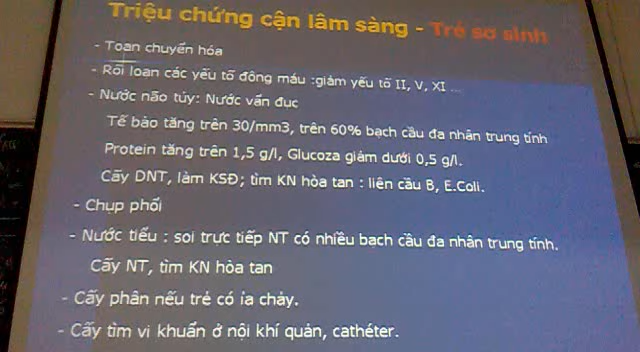 Triệu chứng cận lâm sàng - Trẻ sơ sinh
- Toan chuyển hóa
- Rối loạn các yếu tố đông máu :giảm yếu tố II, V, XI ...
- Nước não tủy: Nước vẩn đục
Tế bào tăng trên 30/mm3, trên 60% bạch cầu đa nhân trung tính
Protein tăng trên 1,5 g/l, Glucoza giảm dưới 0,5 g/l.
Cấy DNT, làm KSĐ; tìm KN hòa tan : liên cầu B, E.Coli.
- Chụp phổi
- Nước tiểu : soi trực tiếp NT có nhiều bạch cầu đa nhân trung tính.
Cấy NT, tìm KN hòa tan
- Cấy phân nếu trẻ có ỉa chảy.
- Cấy tìm vi khuẩn ở nội khí quản, cathéter.